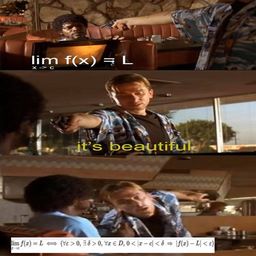 lim f(x) = L
x -> c
it's beautiful
lim f(x) = L ⟺ (∀ε > 0, ∃ δ > 0, ∀x ∈ D, 0 < |x − c| < δ ⇒ |f(x) − L| < ε)